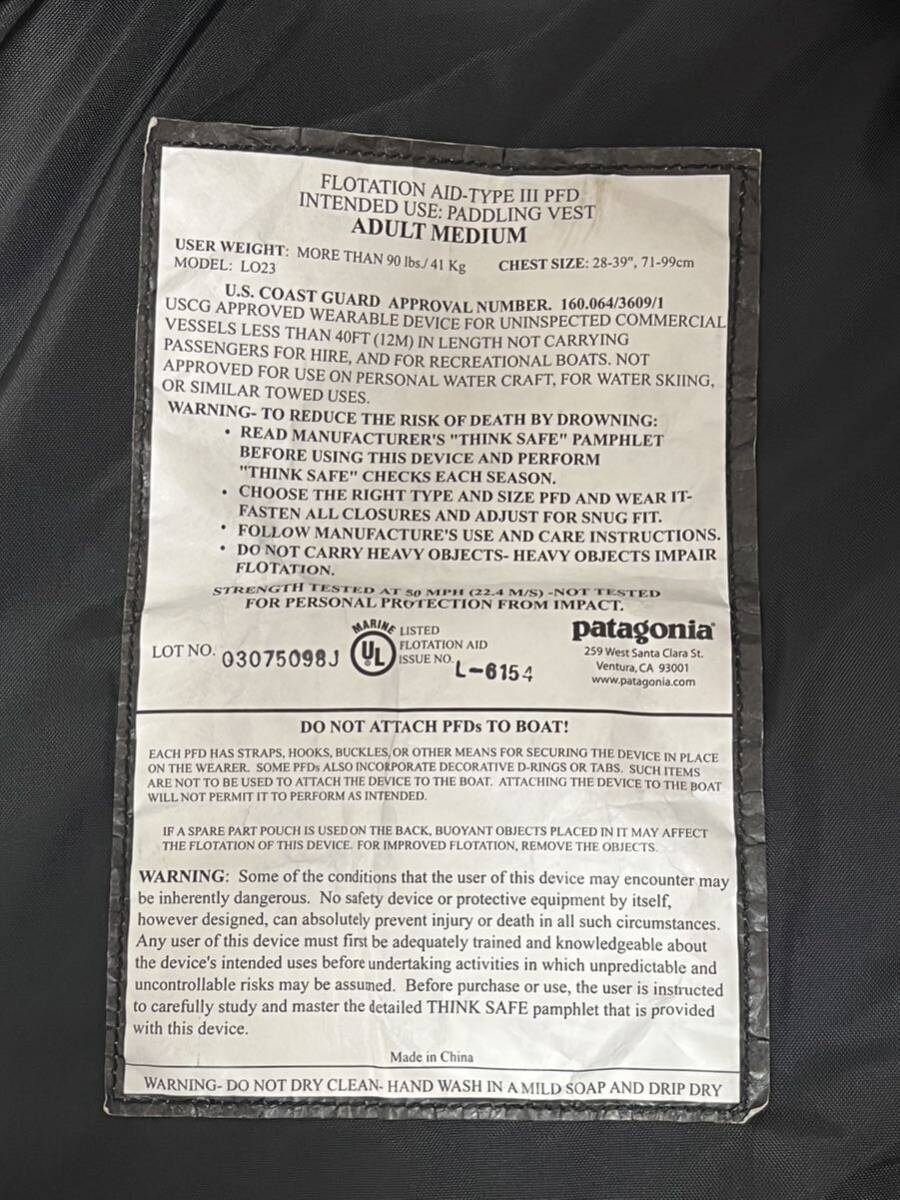 FLOTATION AID-TYPE III PFD
INTENDED USE: PADDLING VEST
ADULT MEDIUM
USER WEIGHT: MORE THAN 90 lbs./ 41 Kg CHEST SIZE: 28-39", 71-99cm
MODEL: LO23
U.S. COAST GUARD APPROVAL NUMBER. 160.064/3609/1
USCG APPROVED WEARABLE DEVICE FOR UNINSPECTED COMMERCIAL
VESSELS LESS THAN 40FT (12M) IN LENGTH NOT CARRYING
PASSENGERS FOR HIRE, AND FOR RECREATIONAL BOATS. NOT
APPROVED FOR USE ON PERSONAL WATER CRAFT, FOR WATER SKIING,
OR SIMILAR TOWED USES.
WARNING- TO REDUCE THE RISK OF DEATH BY DROWNING:
• READ MANUFACTURER'S "THINK SAFE" PAMPHLET
BEFORE USING THIS DEVICE AND PERFORM
"THINK SAFE" CHECKS EACH SEASON.
• CHOOSE THE RIGHT TYPE AND SIZE PFD AND WEAR IT-
FASTEN ALL CLOSURES AND ADJUST FOR SNUG FIT.
• FOLLOW MANUFACTURE'S USE AND CARE INSTRUCTIONS.
• DO NOT CARRY HEAVY OBJECTS- HEAVY OBJECTS IMPAIR
FLOTATION.
STRENGTH TESTED AT 50 MPH (22.4 M/S) -NOT TESTED
FOR PERSONAL PROTECTION FROM IMPACT.
LOT NO. 03075098J
MARINE
UL
LISTED
FLOTATION AID
ISSUE NO. L-6154
patagonia®
259 West Santa Clara St.
Ventura, CA 93001
www.patagonia.com
DO NOT ATTACH PFDs TO BOAT!
EACH PFD HAS STRAPS, HOOKS, BUCKLES, OR OTHER MEANS FOR SECURING THE DEVICE IN PLACE
ON THE WEARER. SOME PFDs ALSO INCORPORATE DECORATIVE D-RINGS OR TABS. SUCH ITEMS
ARE NOT TO BE USED TO ATTACH THE DEVICE TO THE BOAT. ATTACHING THE DEVICE TO THE BOAT
WILL NOT PERMIT IT TO PERFORM AS INTENDED.
IF A SPARE PART POUCH IS USED ON THE BACK, BUOYANT OBJECTS PLACED IN IT MAY AFFECT
THE FLOTATION OF THIS DEVICE. FOR IMPROVED FLOTATION, REMOVE THE OBJECTS.
WARNING: Some of the conditions that the user of this device may encounter may
be inherently dangerous. No safety device or protective equipment by itself,
however designed, can absolutely prevent injury or death in all such circumstances.
Any user of this device must first be adequately trained and knowledgeable about
the device's intended uses before undertaking activities in which unpredictable and
uncontrollable risks may be assumed. Before purchase or use, the user is instructed
to carefully study and master the detailed THINK SAFE pamphlet that is provided
with this device.
Made in China
WARNING- DO NOT DRY CLEAN- HAND WASH IN A MILD SOAP AND DRIP DRY